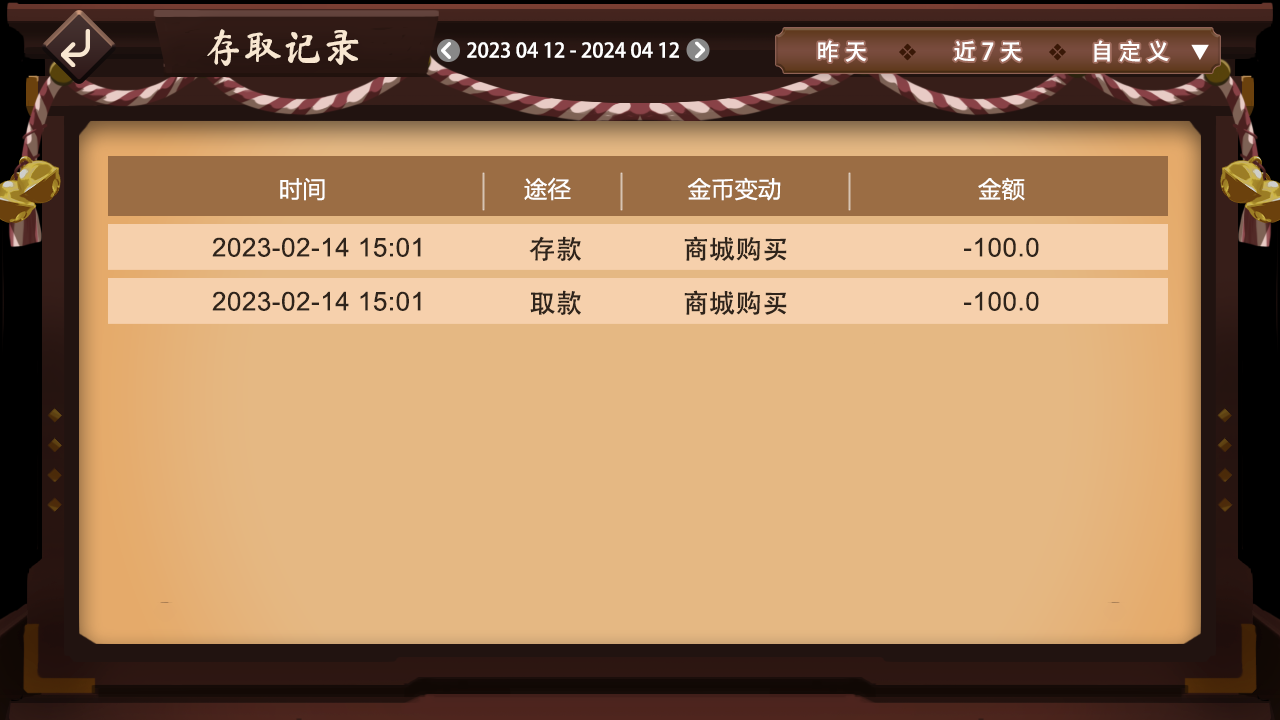 存取记录
2023 04 12 - 2024 04 12
昨天 近7天 自定义 ▼
时间 途径 金币变动 金额
2023-02-14 15:01 存款 商城购买 -100.0
2023-02-14 15:01 取款 商城购买 -100.0